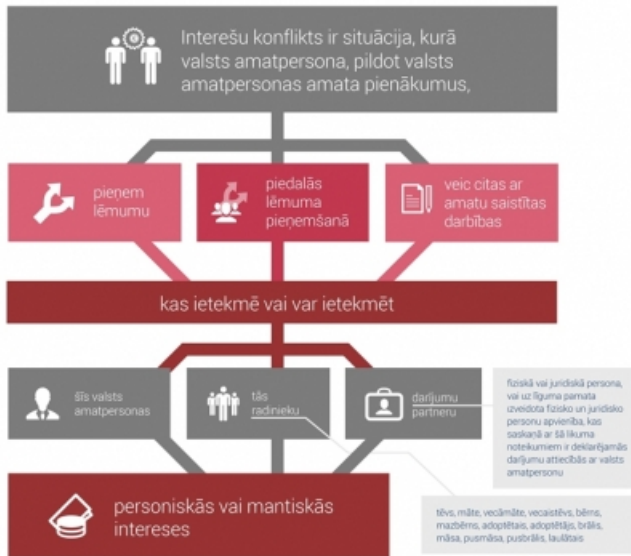 Interešu konflikts ir situācija, kurā
valsts amatpersona, pildot valsts
amatpersonas amata pienākumus,
pieņem
lēmumu
piedalās
lēmuma
pieņemšanā
veic citas ar
amatu saistītas
darbības
kas ietekmē vai var ietekmēt
šīs valsts
amatpersonas
tās
radinieku
darījumu
partneru
fiziskā vai juridiskā persona,
vai uz līguma pamata
izveidota fizisko un juridisko
personu apvienība, kas
saskaņā ar šā likuma
noteikumiem ir deklarējamās
darījumu attiecībās ar valsts
amatpersonu
personiskās vai mantiskās
intereses
tēvs, māte, vecāmāte, vecaistēvs, bērns,
mazbērns, adoptētais, adoptētājs, brālis,
māsa, pusmāsa, pusbrālis, laulātais